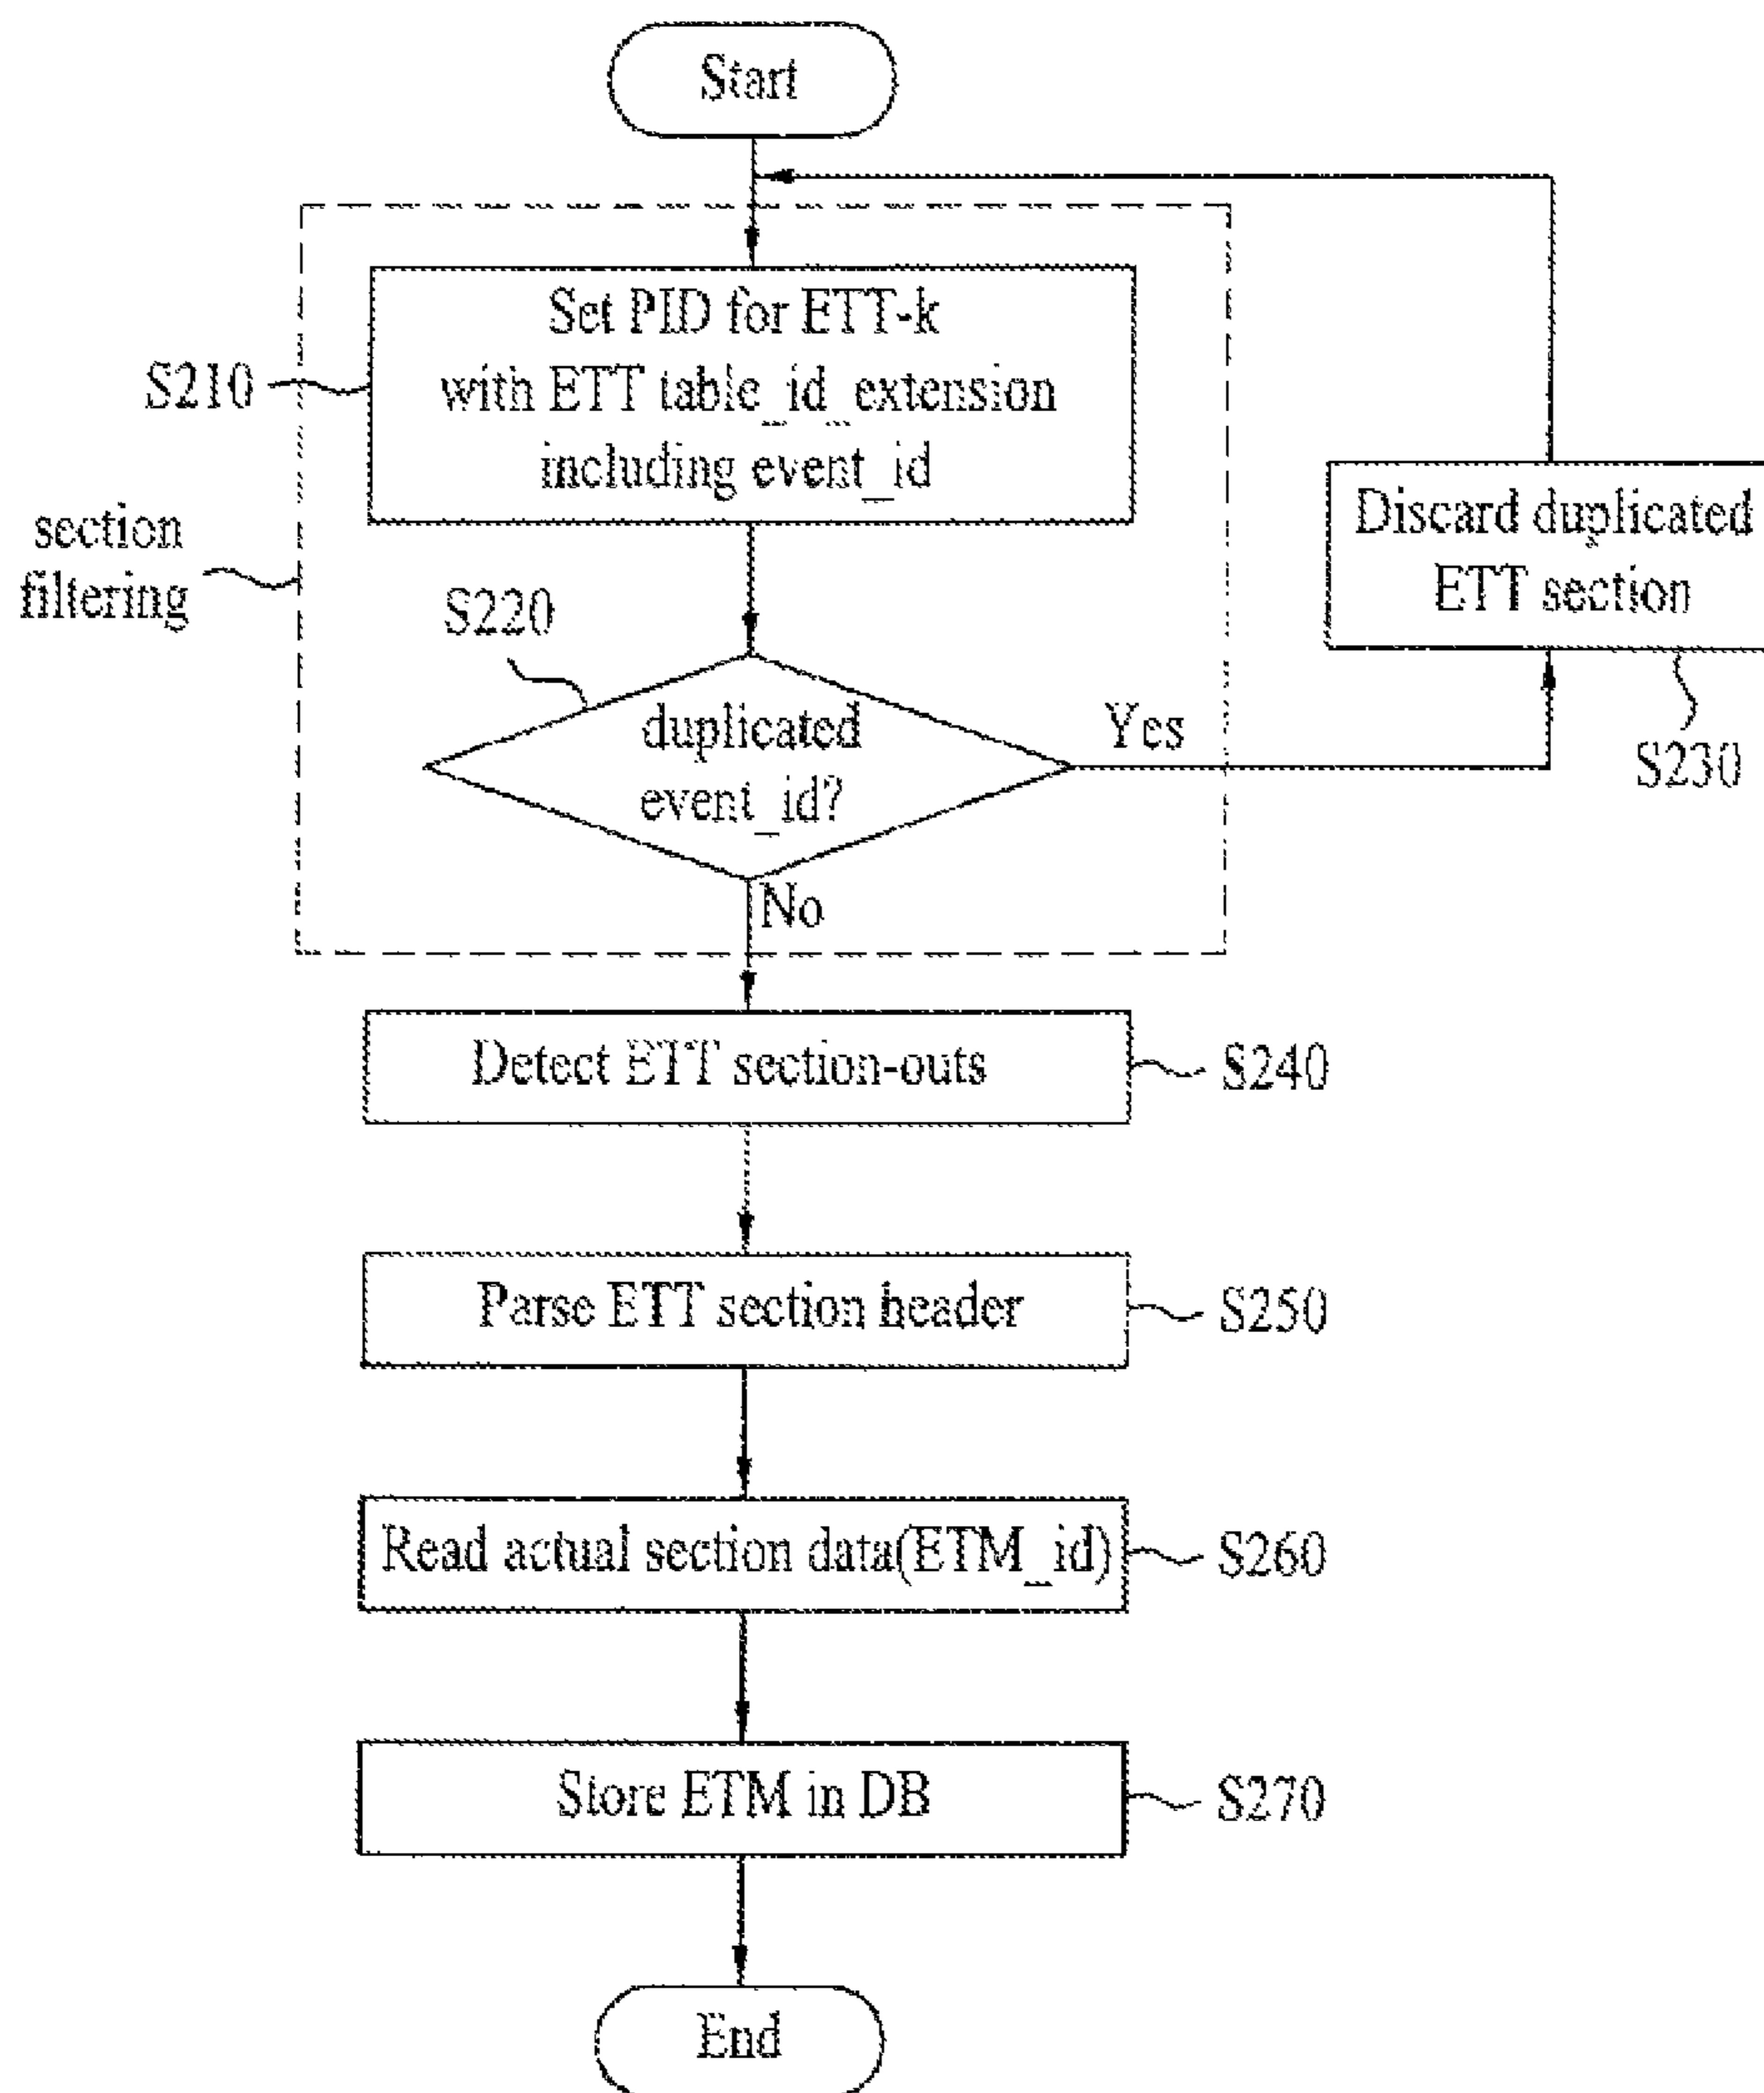 Start
Set PID for ETT-k
with ETT table_id_extension
including event_id
S210
section
filtering
Discard duplicated
ETT section
S230
S220
duplicated
event_id?
Yes
No
Detect ETT section-outs
S240
Parse ETT section header
S250
Read actual section data(ETM_id)
S260
Store ETM in DB
S270
End